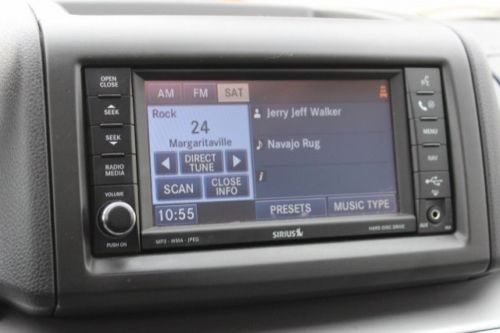 OPEN
CLOSE
SEEK
SEEK
RADIO
MEDIA
VOLUME
PUSH ON
AM FM SAT
Rock
24
Margaritaville
DIRECT
TUNE
SCAN
CLOSE
INFO
10:55
Jerry Jeff Walker
Navajo Rug
i
PRESETS
MUSIC TYPE
MP3 - WMA - JPEG
SIRIUS
HARD DISC DRIVE
MENU
NAV
AUX